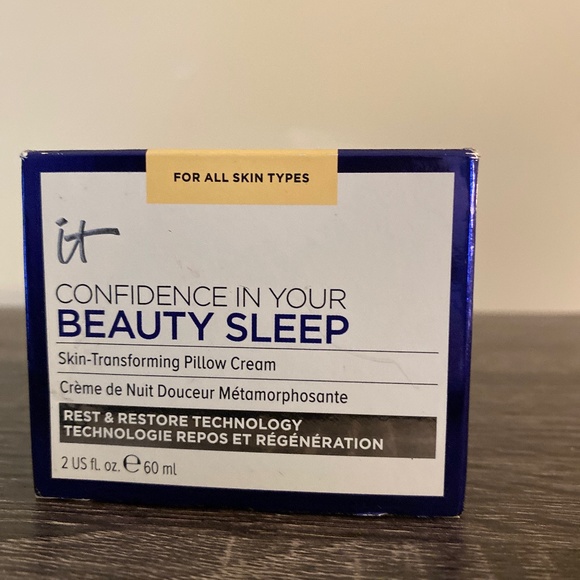 FOR ALL SKIN TYPES
it
CONFIDENCE IN YOUR
BEAUTY SLEEP
Skin-Transforming Pillow Cream
Crème de Nuit Douceur Métamorphosante
REST & RESTORE TECHNOLOGY
TECHNOLOGIE REPOS ET RÉGÉNÉRATION
2 US fl. oz. ℮ 60 ml